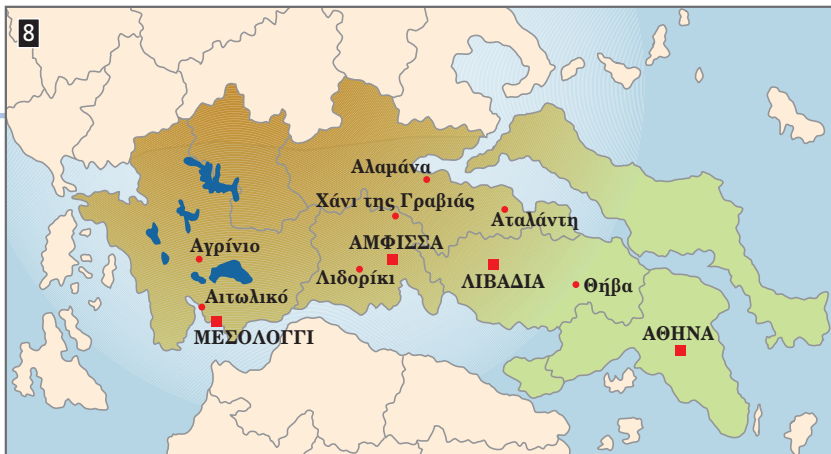 8
Αλαμάνα
Χάνι της Γραβιάς
Αταλάντη
Αγρίνιο
ΑΜΦΙΣΣΑ
Λιδορίκι
ΛΙΒΑΔΙΑ
Θήβα
Αιτωλικό
ΜΕΣΟΛΟΓΓΙ
ΑΘΗΝΑ